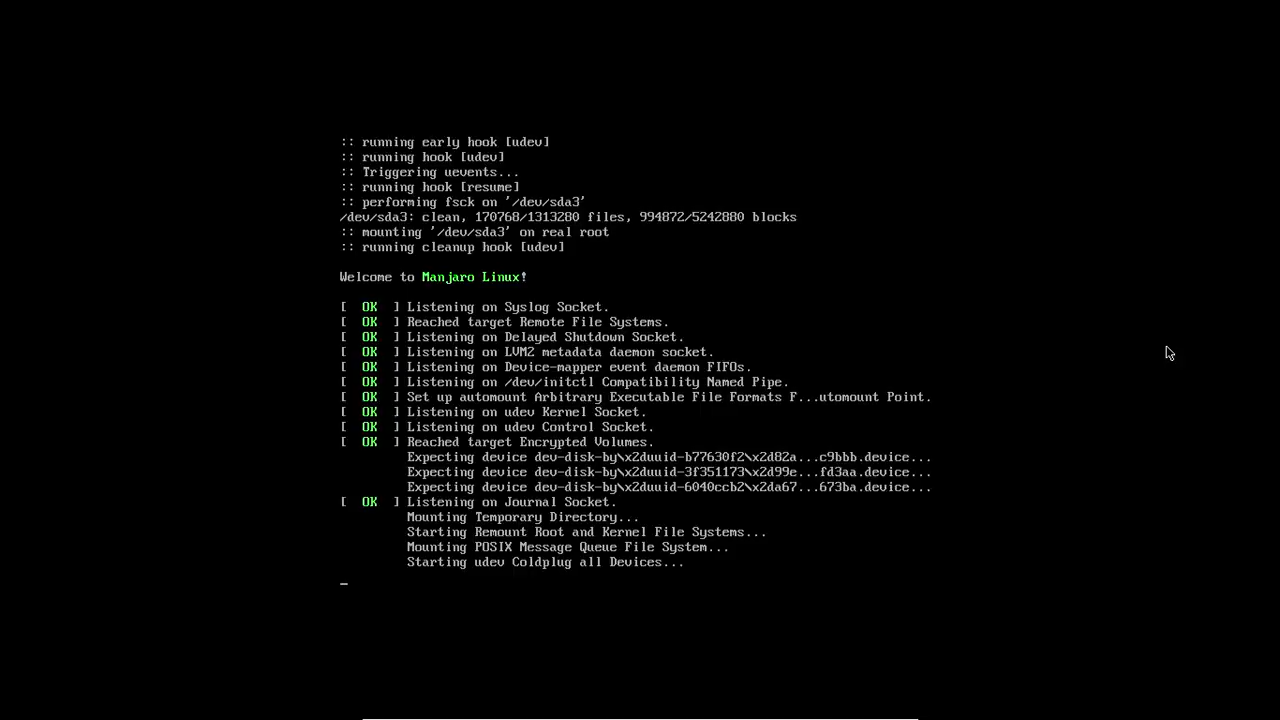 :: running early hook [udev]
:: running hook [udev]
:: Triggering uevents...
:: running hook [resume]
:: performing fsck on '/dev/sda3'
/dev/sda3: clean, 170768/1313280 files, 994872/5242880 blocks
:: mounting '/dev/sda3' on real root
:: running cleanup hook [udev]
Welcome to Manjaro Linux!
[  OK  ] Listening on Syslog Socket.
[  OK  ] Reached target Remote File Systems.
[  OK  ] Listening on Delayed Shutdown Socket.
[  OK  ] Listening on LVM2 metadata daemon socket.
[  OK  ] Listening on Device-mapper event daemon FIFOs.
[  OK  ] Listening on /dev/initctl Compatibility Named Pipe.
[  OK  ] Set up automount Arbitrary Executable File Formats F...utomount Point.
[  OK  ] Listening on udev Kernel Socket.
[  OK  ] Listening on udev Control Socket.
[  OK  ] Reached target Encrypted Volumes.
Expecting device dev-disk-by\x2duuid-b77630f2\x2d82a...c9bbb.device...
Expecting device dev-disk-by\x2duuid-3f351173\x2d99e...fd3aa.device...
Expecting device dev-disk-by\x2duuid-6040ccb2\x2da67...673ba.device...
[  OK  ] Listening on Journal Socket.
Mounting Temporary Directory...
Starting Remount Root and Kernel File Systems...
Mounting POSIX Message Queue File System...
Starting udev Coldplug all Devices...